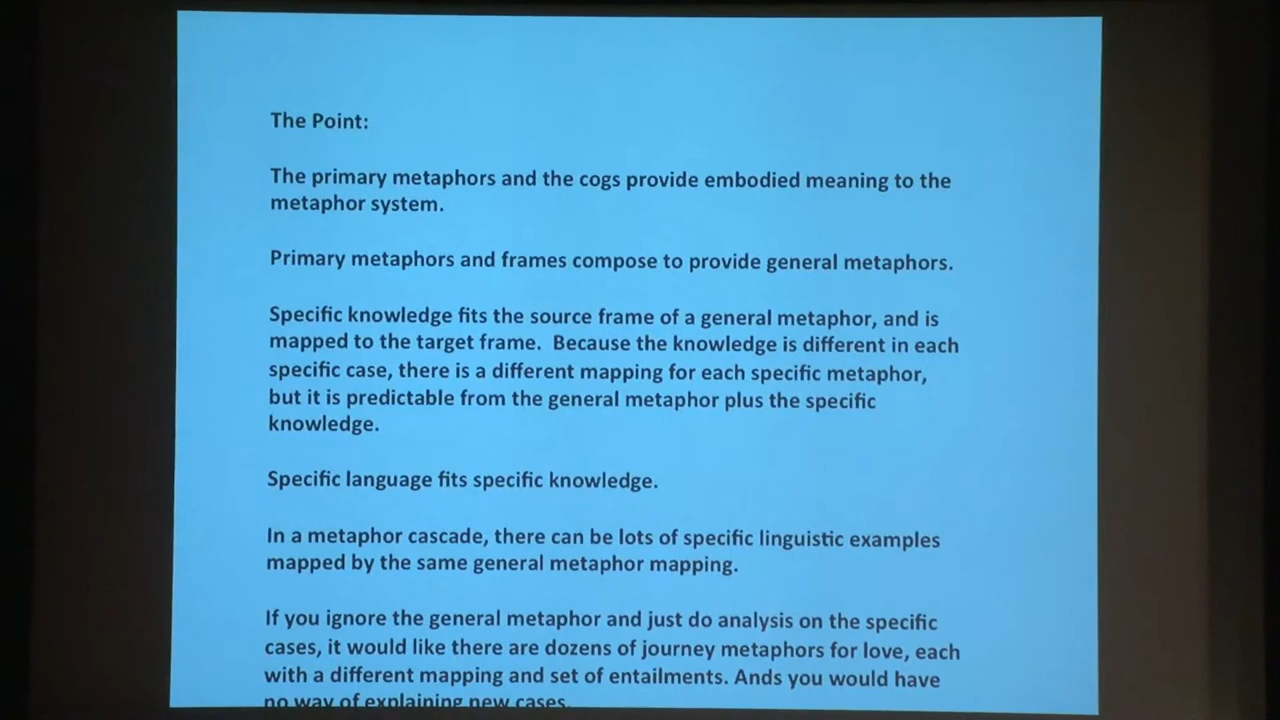 The Point:
The primary metaphors and the cogs provide embodied meaning to the
metaphor system.
Primary metaphors and frames compose to provide general metaphors.
Specific knowledge fits the source frame of a general metaphor, and is
mapped to the target frame.  Because the knowledge is different in each
specific case, there is a different mapping for each specific metaphor,
but it is predictable from the general metaphor plus the specific
knowledge.
Specific language fits specific knowledge.
In a metaphor cascade, there can be lots of specific linguistic examples
mapped by the same general metaphor mapping.
If you ignore the general metaphor and just do analysis on the specific
cases, it would like there are dozens of journey metaphors for love, each
with a different mapping and set of entailments. Ands you would have
no way of explaining new cases.